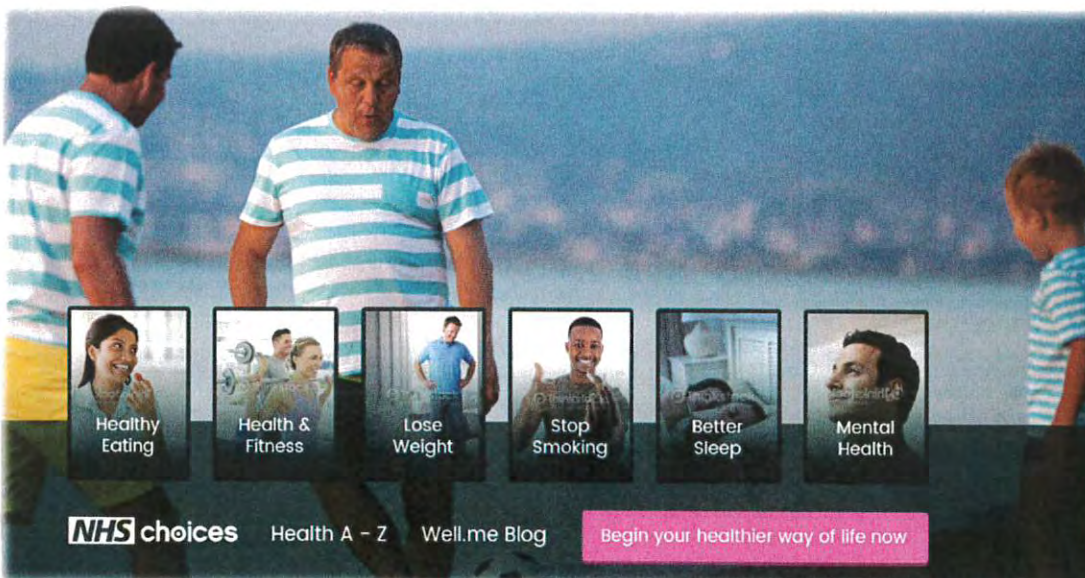 Healthy
Eating
Health &
Fitness
Lose
Weight
Stop
Smoking
Better
Sleep
Mental
Health
NHS choices
Health A - Z
Well.me Blog
Begin your healthier way of life now